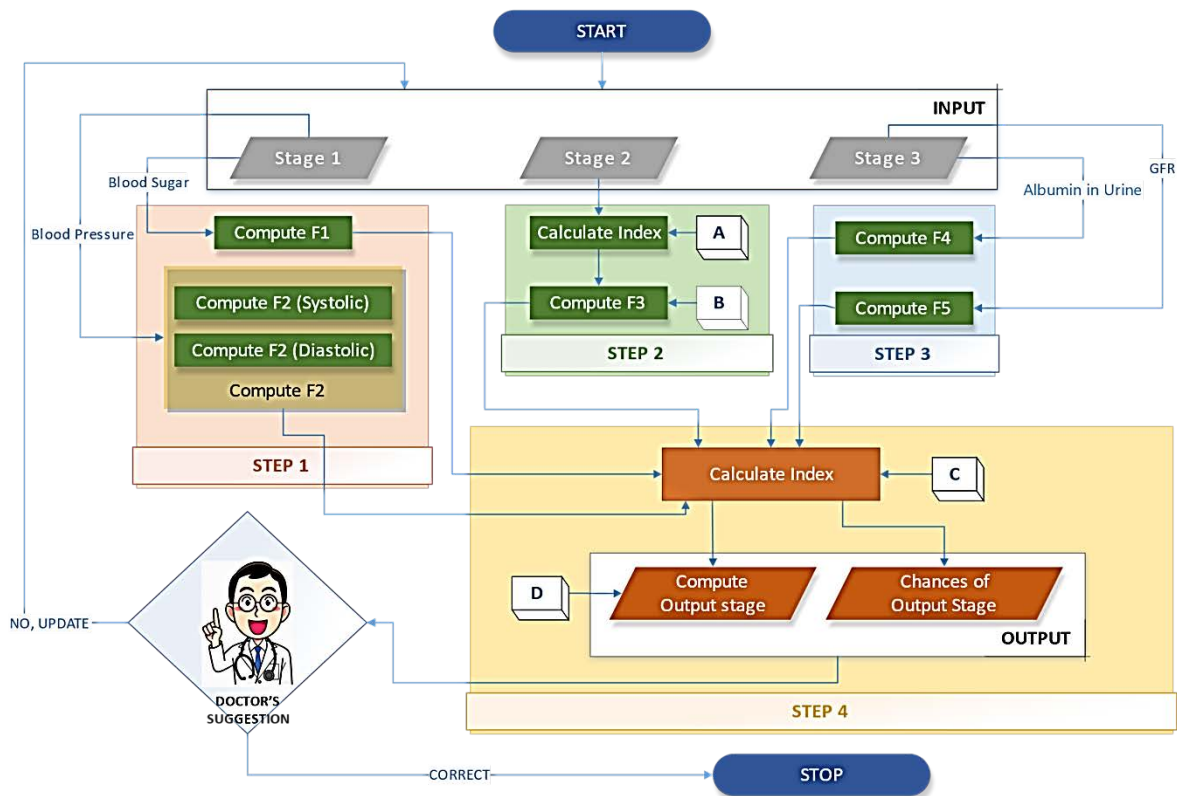 START
INPUT
Stage 1
Stage 2
Stage 3
Blood Sugar
Blood Pressure
Albumin in Urine
GFR
Compute F1
Compute F2 (Systolic)
Compute F2 (Diastolic)
Compute F2
STEP 1
Calculate Index
A
Compute F3
B
STEP 2
Compute F4
Compute F5
STEP 3
Calculate Index
C
D
Compute
Output stage
Chances of
Output Stage
OUTPUT
STEP 4
NO, UPDATE
DOCTOR'S
SUGGESTION
CORRECT
STOP